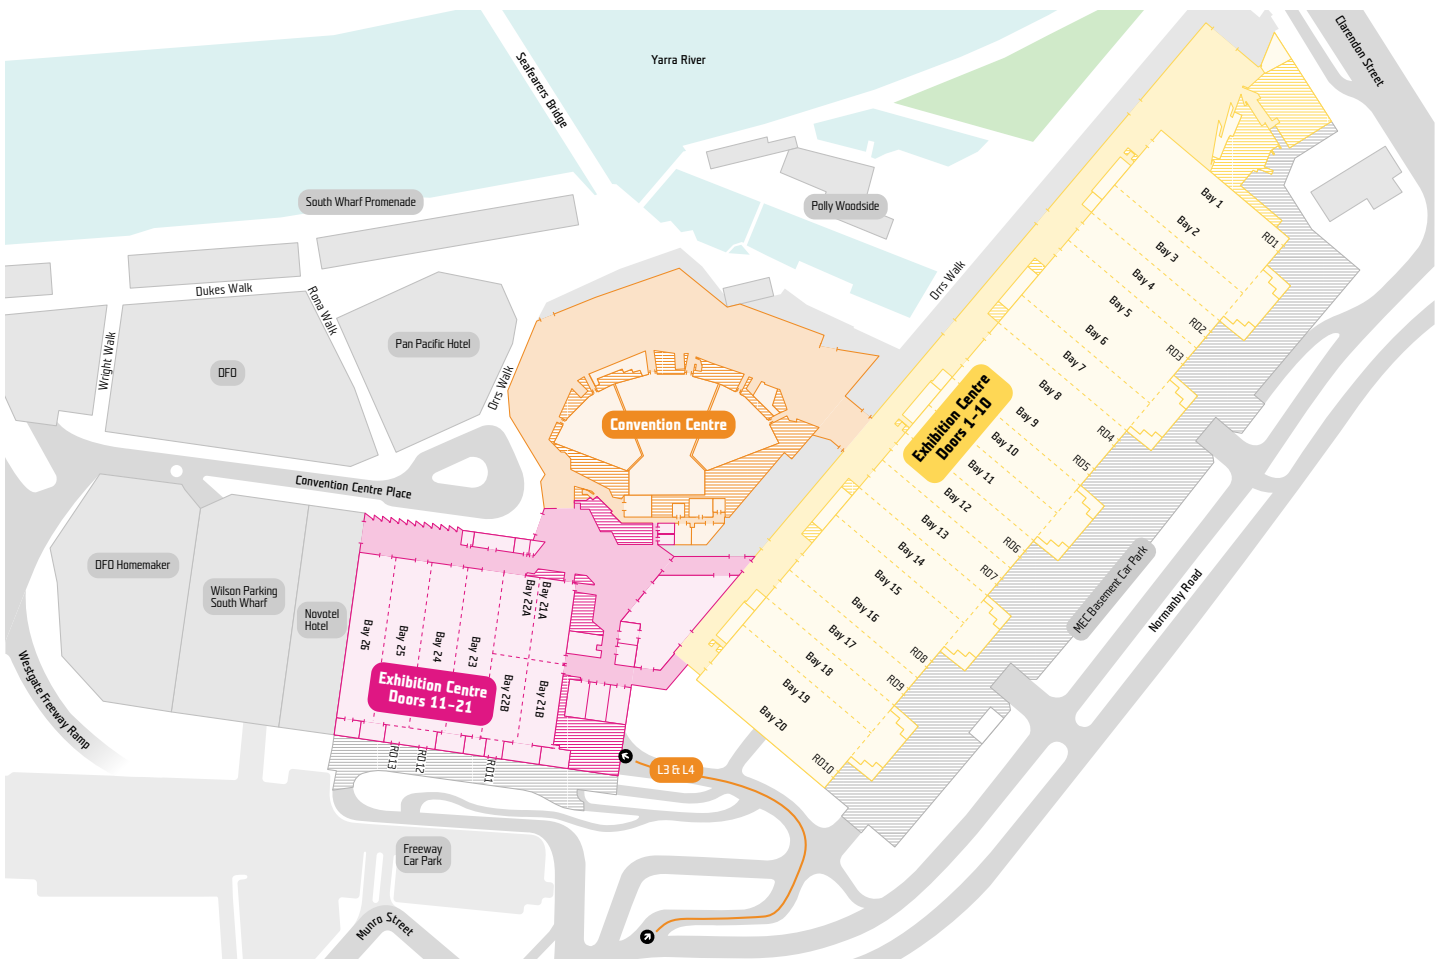 Yarra River
Clarendon Street
Seafearers Bridge
South Wharf Promenade
Polly Woodside
Orrs Walk
Dukes Walk
Rona Walk
Wright Walk
Pan Pacific Hotel
DFO
Orrs Walk
Convention Centre
Convention Centre Place
Exhibition Centre
Doors 1-10
Bay 1
Bay 2
Bay 3
Bay 4
Bay 5
Bay 6
Bay 7
Bay 8
Bay 9
Bay 10
Bay 11
Bay 12
Bay 13
Bay 14
Bay 15
Bay 16
Bay 17
Bay 18
Bay 19
Bay 20
RD1
RD2
RD3
RD4
RD5
RD6
RD7
RD8
RD9
RD10
MEC Basement Car Park
Normanby Road
DFO Homemaker
Wilson Parking
South Wharf
Novotel
Hotel
Bay 26
Bay 25
Bay 24
Bay 23
Bay 22A
Bay 21A
Bay 22B
Bay 21B
Exhibition Centre
Doors 11-21
RD13
RD12
RD11
L3 & L4
Westgate Freeway Ramp
Freeway
Car Park
Munro Street